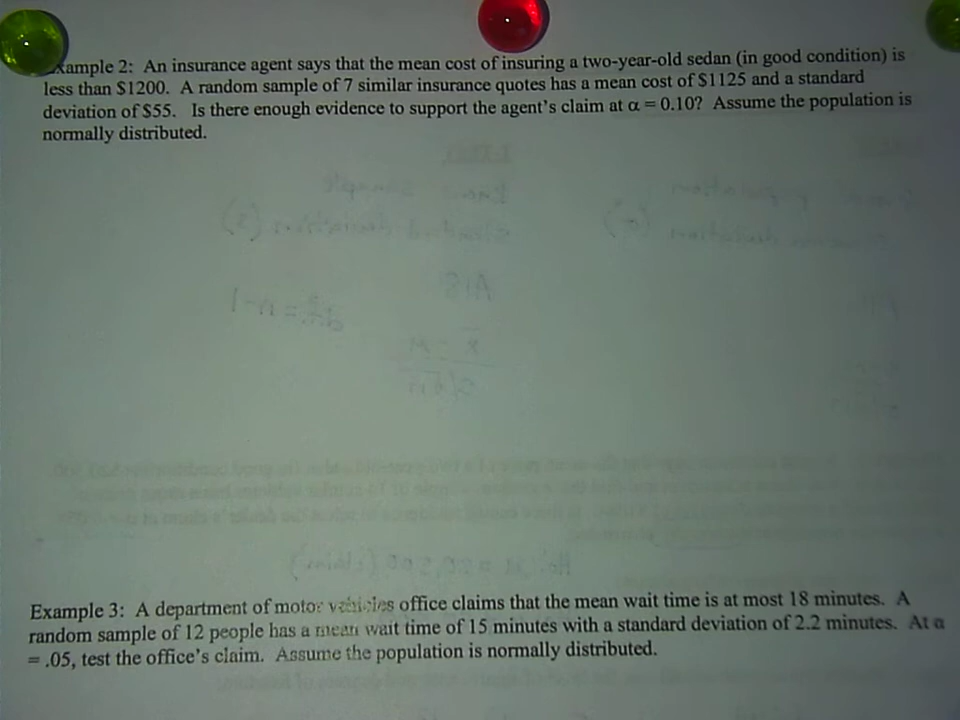 xample 2: An insurance agent says that the mean cost of insuring a two-year-old sedan (in good condition) is
less than $1200. A random sample of 7 similar insurance quotes has a mean cost of $1125 and a standard
deviation of $55. Is there enough evidence to support the agent's claim at α = 0.10? Assume the population is
normally distributed.
Example 3: A department of motor vehicles office claims that the mean wait time is at most 18 minutes. A
random sample of 12 people has a mean wait time of 15 minutes with a standard deviation of 2.2 minutes. At α
= .05, test the office's claim. Assume the population is normally distributed.